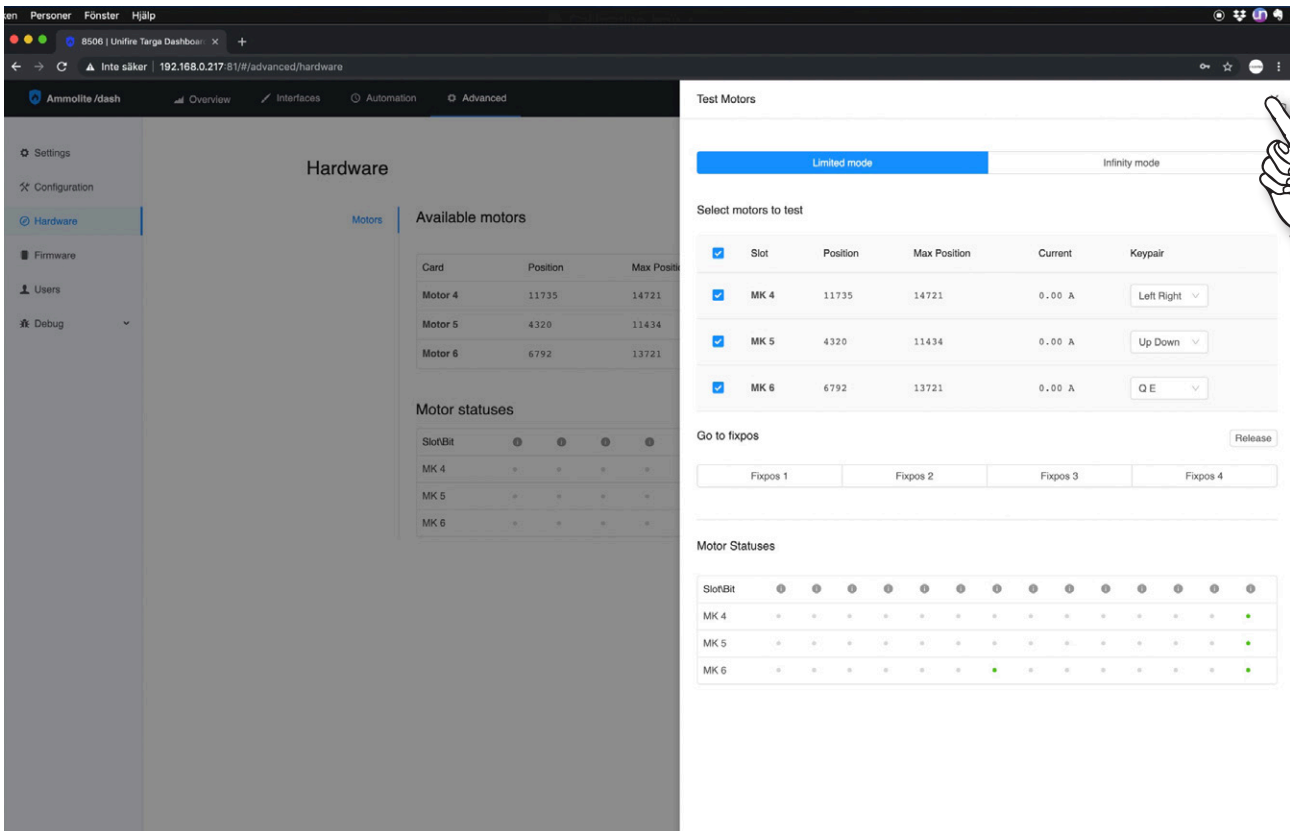 ken Personer Fönster Hjälp
8506 | Unifire Targa Dashboar
Inte säker | 192.168.0.217:81/#/advanced/hardware
Ammolite /dash Overview Interfaces Automation Advanced
Test Motors
Settings
Configuration
Hardware
Firmware
Users
Debug
Hardware
Motors
Available motors
Card Position Max Positi
Motor 4 11735 14721
Motor 5 4320 11434
Motor 6 6792 13721
Motor statuses
Slot\Bit
MK 4
MK 5
MK 6
Limited mode Infinity mode
Select motors to test
Slot Position Max Position Current Keypair
MK 4 11735 14721 0.00 A Left Right
MK 5 4320 11434 0.00 A Up Down
MK 6 6792 13721 0.00 A Q E
Go to fixpos Release
Fixpos 1 Fixpos 2 Fixpos 3 Fixpos 4
Motor Statuses
Slot\Bit
MK 4
MK 5
MK 6